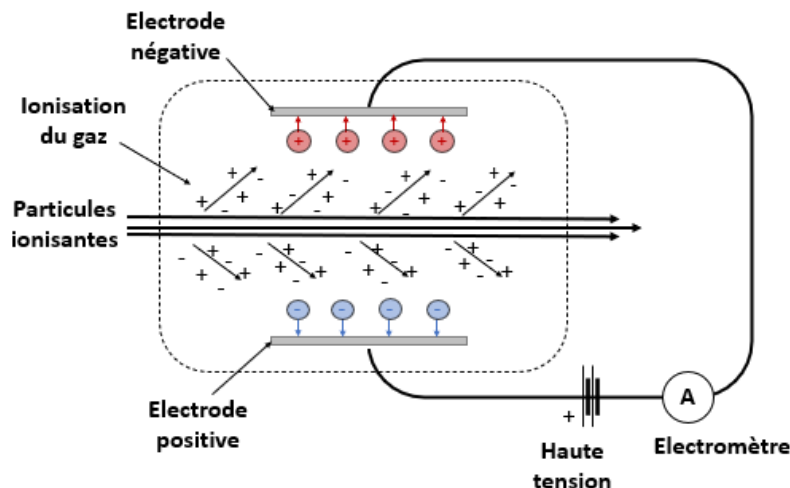 Electrode
négative
Ionisation
du gaz
Particules
ionisantes
Electrode
positive
+
Haute
tension
A
Electromètre